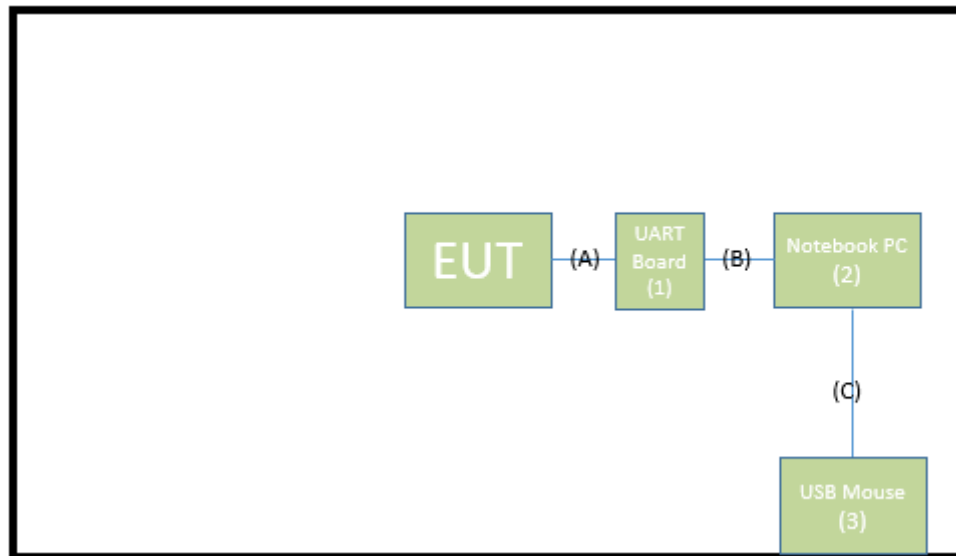 EUT
(A)
UART
Board
(1)
(B)
Notebook PC
(2)
(C)
USB Mouse
(3)